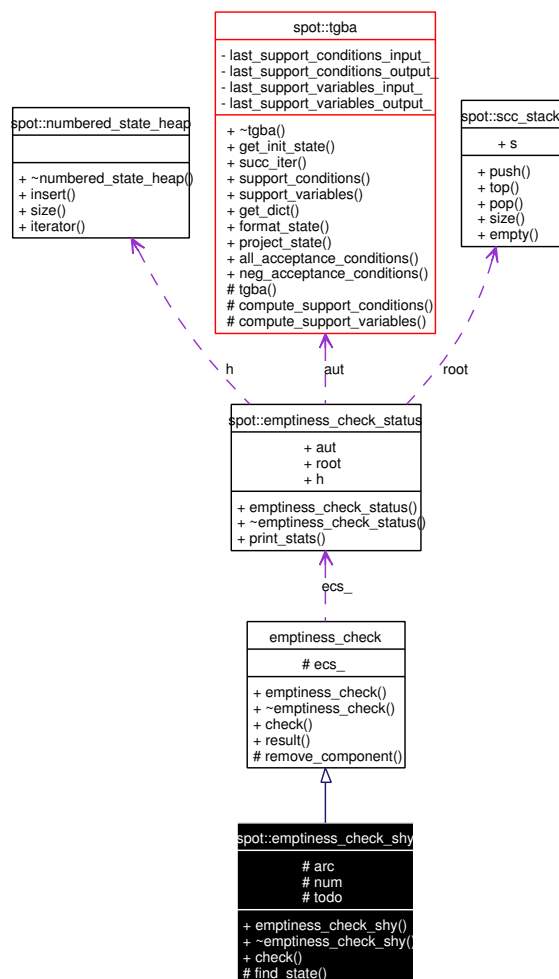 spot::tgba
- last_support_conditions_input_
- last_support_conditions_output_
- last_support_variables_input_
- last_support_variables_output_
+ ~tgba()
+ get_init_state()
+ succ_iter()
+ support_conditions()
+ support_variables()
+ get_dict()
+ format_state()
+ project_state()
+ all_acceptance_conditions()
+ neg_acceptance_conditions()
# tgba()
# compute_support_conditions()
# compute_support_variables()
spot::numbered_state_heap
+ ~numbered_state_heap()
+ insert()
+ size()
+ iterator()
spot::scc_stack
+ s
+ push()
+ top()
+ pop()
+ size()
+ empty()
h
aut
root
spot::emptiness_check_status
+ aut
+ root
+ h
+ emptiness_check_status()
+ ~emptiness_check_status()
+ print_stats()
ecs_
emptiness_check
# ecs_
+ emptiness_check()
+ ~emptiness_check()
+ check()
+ result()
# remove_component()
spot::emptiness_check_shy
# arc
# num
# todo
+ emptiness_check_shy()
+ ~emptiness_check_shy()
+ check()
# find_state()